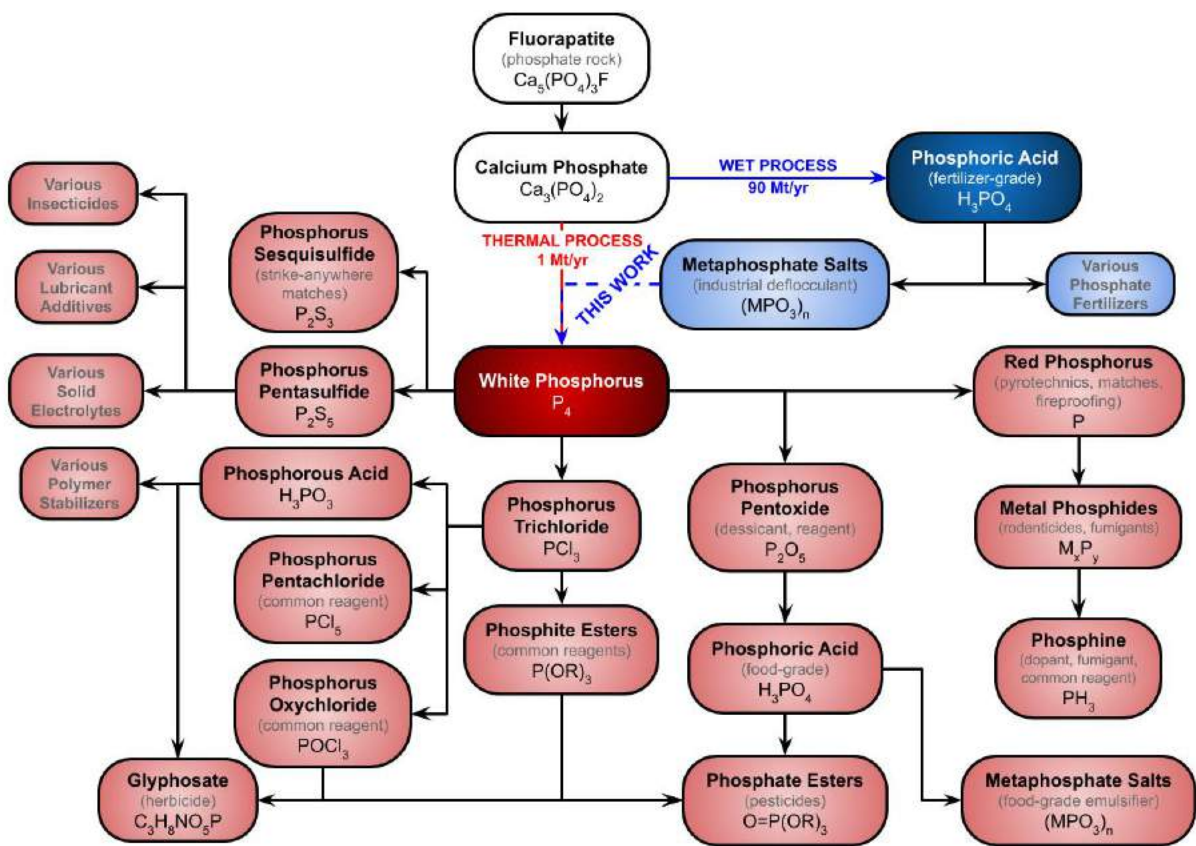 Fluorapatite
(phosphate rock)
Ca₅(PO₄)₃F
Calcium Phosphate
Ca₃(PO₄)₂
WET PROCESS
90 Mt/yr
Phosphoric Acid
(fertilizer-grade)
H₃PO₄
THERMAL PROCESS
1 Mt/yr
THIS WORK
Metaphosphate Salts
(industrial deflocculant)
(MPO₃)ₙ
Various
Phosphate
Fertilizers
Various
Insecticides
Various
Lubricant
Additives
Various
Solid
Electrolytes
Phosphorus
Sesquisulfide
(strike-anywhere
matches)
P₂S₃
Phosphorus
Pentasulfide
P₂S₅
White Phosphorus
P₄
Red Phosphorus
(pyrotechnics, matches,
fireproofing)
P
Various
Polymer
Stabilizers
Phosphorous Acid
H₃PO₃
Phosphorus
Trichloride
PCl₃
Phosphorus
Pentoxide
(dessicant, reagent)
P₂O₅
Metal Phosphides
(rodenticides, fumigants)
MₓPᵧ
Phosphorus
Pentachloride
(common reagent)
PCl₅
Phosphite Esters
(common reagents)
P(OR)₃
Phosphoric Acid
(food-grade)
H₃PO₄
Phosphine
(dopant, fumigant,
common reagent)
PH₃
Phosphorus
Oxychloride
(common reagent)
POCl₃
Glyphosate
(herbicide)
C₃H₈NO₅P
Phosphate Esters
(pesticides)
O=P(OR)₃
Metaphosphate Salts
(food-grade emulsifier)
(MPO₃)ₙ